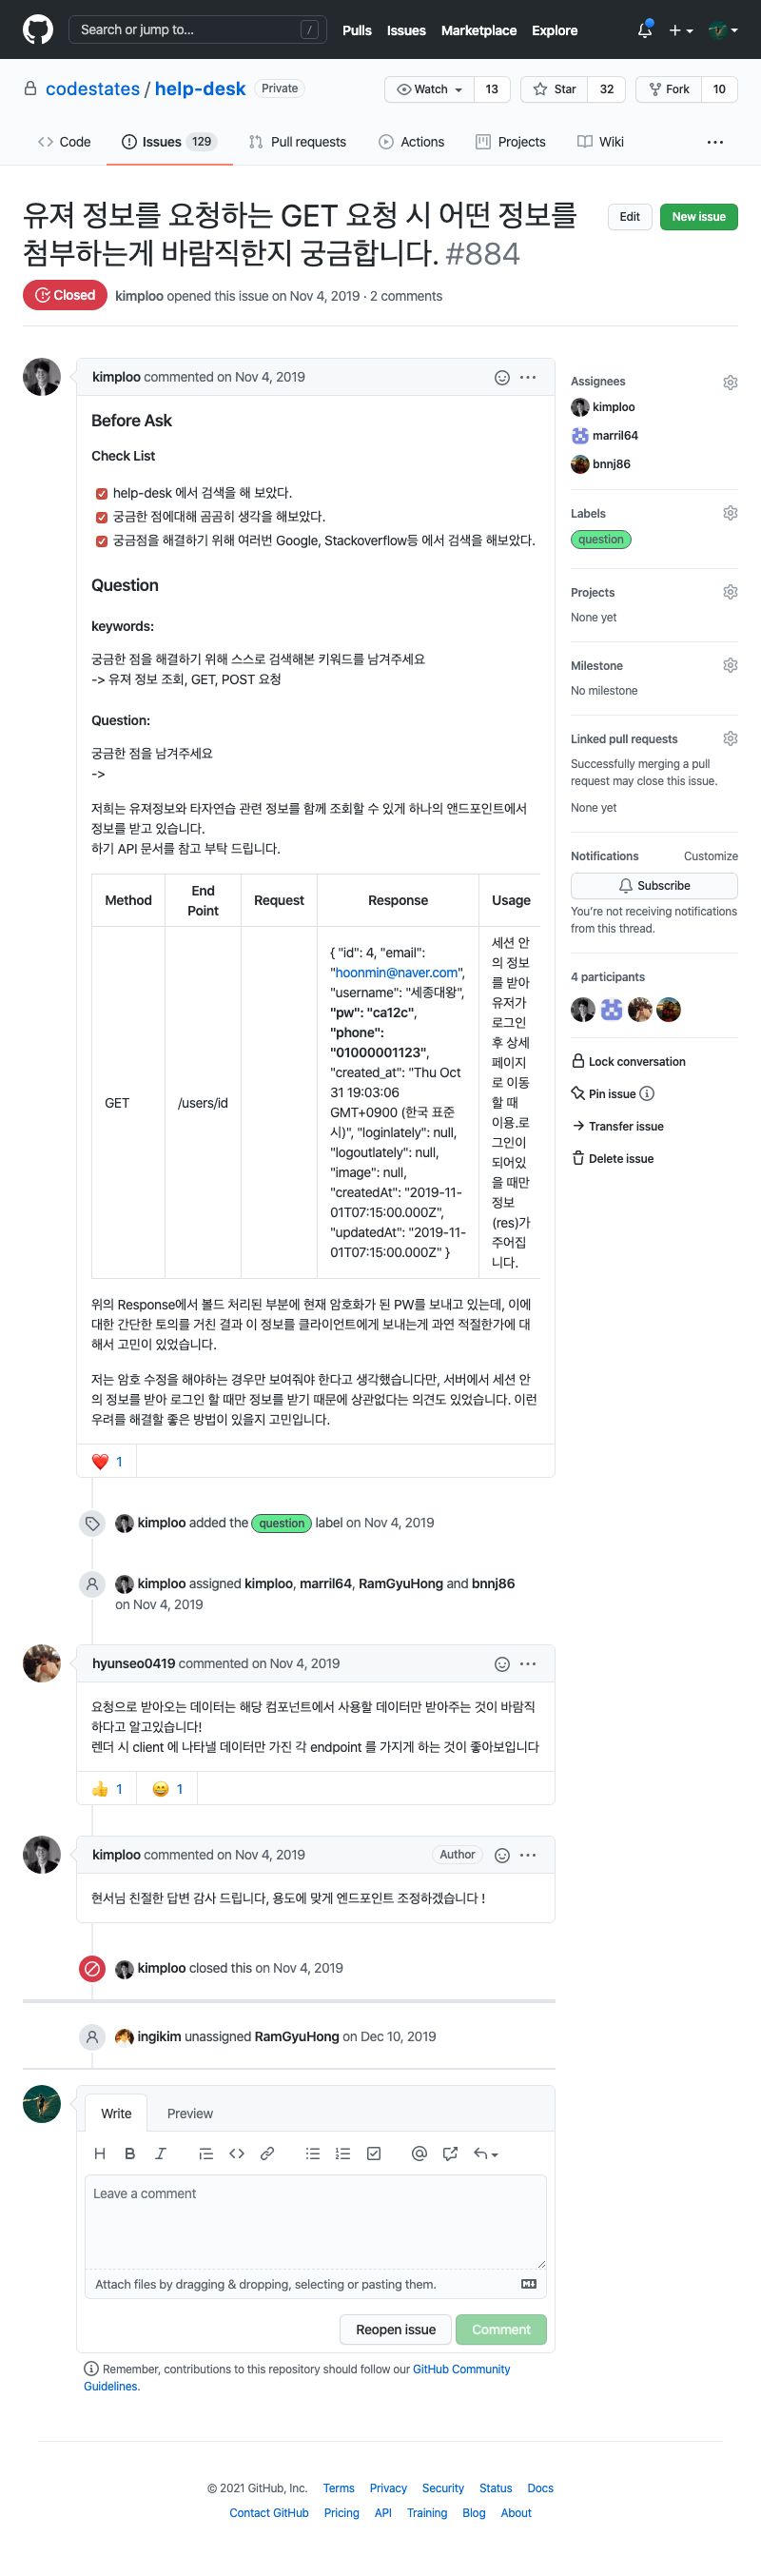 Search or jump to...
/
Pulls
Issues
Marketplace
Explore
codestates / help-desk
Private
Watch
13
Star
32
Fork
10
Code
Issues 129
Pull requests
Actions
Projects
Wiki
유져 정보를 요청하는 GET 요청 시 어떤 정보를
첨부하는게 바람직한지 궁금합니다. #884
Edit
New issue
Closed
kimploo opened this issue on Nov 4, 2019 · 2 comments
kimploo commented on Nov 4, 2019
Before Ask
Check List
help-desk 에서 검색을 해 보았다.
궁금한 점에대해 곰곰히 생각을 해보았다.
궁금점을 해결하기 위해 여러번 Google, Stackoverflow등 에서 검색을 해보았다.
Question
keywords:
궁금한 점을 해결하기 위해 스스로 검색해본 키워드를 남겨주세요
-> 유져 정보 조회, GET, POST 요청
Question:
궁금한 점을 남겨주세요
->
저희는 유져정보와 타자연습 관련 정보를 함께 조회할 수 있게 하나의 앤드포인트에서
정보를 받고 있습니다.
하기 API 문서를 참고 부탁 드립니다.
Method
End
Point
Request
Response
Usage
GET
/users/id
{ "id": 4, "email":
"hoonmin@naver.com",
"username": "세종대왕",
"pw": "ca12c",
"phone":
"01000001123",
"created_at": "Thu Oct
31 19:03:06
GMT+0900 (한국 표준
시)", "loginlately": null,
"logoutlately": null,
"image": null,
"createdAt": "2019-11-
01T07:15:00.000Z",
"updatedAt": "2019-11-
01T07:15:00.000Z" }
세션 안
의 정보
를 받아
유저가
로그인
후 상세
페이지
로 이동
할 때
이용.로
그인이
되어있
을 때만
정보
(res)가
주어집
니다.
위의 Response에서 볼드 처리된 부분에 현재 암호화가 된 PW를 보내고 있는데, 이에
대한 간단한 토의를 거친 결과 이 정보를 클라이언트에게 보내는게 과연 적절한가에 대
해서 고민이 있었습니다.
저는 암호 수정을 해야하는 경우만 보여줘야 한다고 생각했습니다만, 서버에서 세션 안
의 정보를 받아 로그인 할 때만 정보를 받기 때문에 상관없다는 의견도 있었습니다. 이런
우려를 해결할 좋은 방법이 있을지 고민입니다.
1
kimploo added the question label on Nov 4, 2019
kimploo assigned kimploo, marril64, RamGyuHong and bnnj86
on Nov 4, 2019
hyunseo0419 commented on Nov 4, 2019
요청으로 받아오는 데이터는 해당 컴포넌트에서 사용할 데이터만 받아주는 것이 바람직
하다고 알고있습니다!
렌더 시 client 에 나타낼 데이터만 가진 각 endpoint 를 가지게 하는 것이 좋아보입니다
1
1
kimploo commented on Nov 4, 2019
Author
현서님 친절한 답변 감사 드립니다, 용도에 맞게 엔드포인트 조정하겠습니다 !
kimploo closed this on Nov 4, 2019
ingikim unassigned RamGyuHong on Dec 10, 2019
Write
Preview
Leave a comment
Attach files by dragging & dropping, selecting or pasting them.
Reopen issue
Comment
Remember, contributions to this repository should follow our GitHub Community
Guidelines.
Assignees
kimploo
marril64
bnnj86
Labels
question
Projects
None yet
Milestone
No milestone
Linked pull requests
Successfully merging a pull
request may close this issue.
None yet
Notifications
Customize
Subscribe
You're not receiving notifications
from this thread.
4 participants
Lock conversation
Pin issue
Transfer issue
Delete issue
© 2021 GitHub, Inc.
Terms
Privacy
Security
Status
Docs
Contact GitHub
Pricing
API
Training
Blog
About